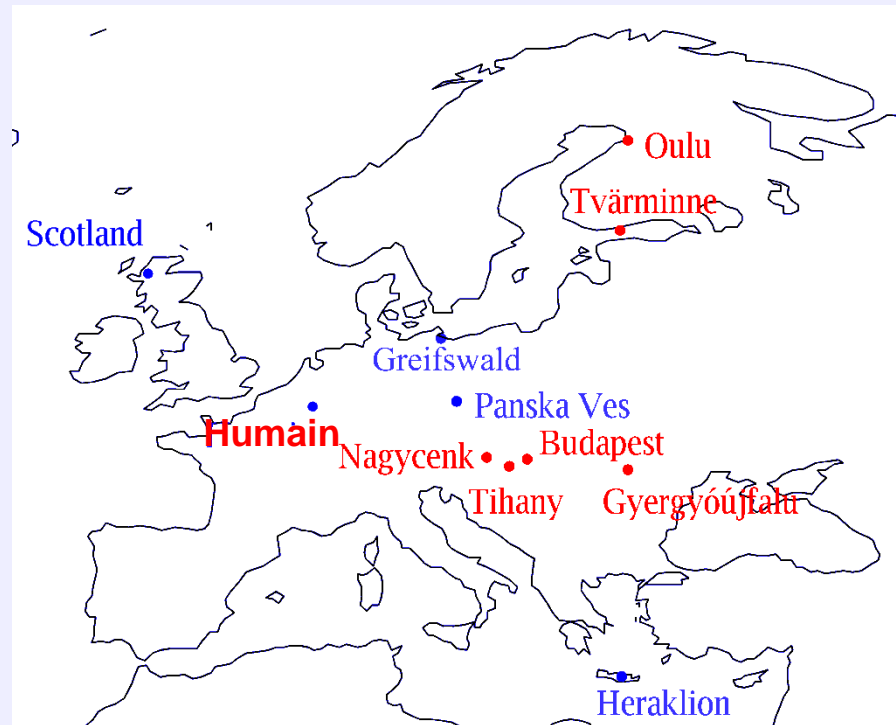 Oulu
Tvärminne
Scotland
Greifswald
Panska Ves
Humain
Budapest
Nagycenk
Tihany
Gyergyóújfalu
Heraklion